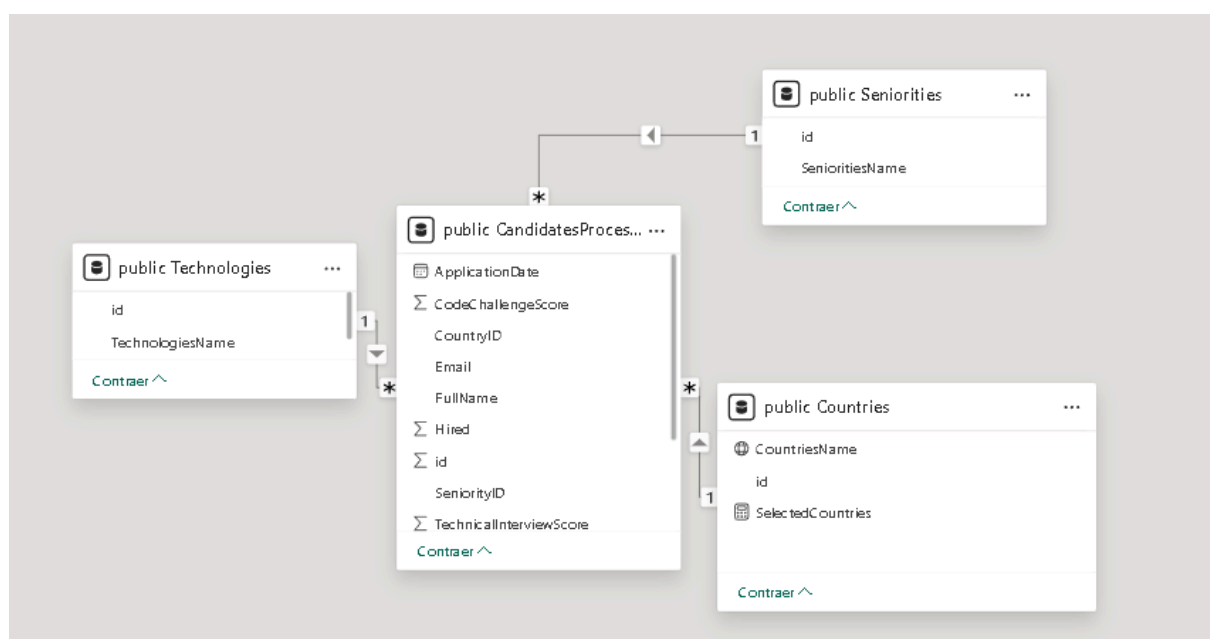 public Seniorities ...
1
id
SenioritiesName
Contraer
*
public CandidatesProces... ...
ApplicationDate
CodeChallengeScore
CountryID
Email
FullName
Hired
id
SeniorityID
TechnicalInterviewScore
Contraer
public Technologies ...
id
TechnologiesName
Contraer
1
*
*
1
public Countries ...
CountriesName
id
SelectedCountries
Contraer